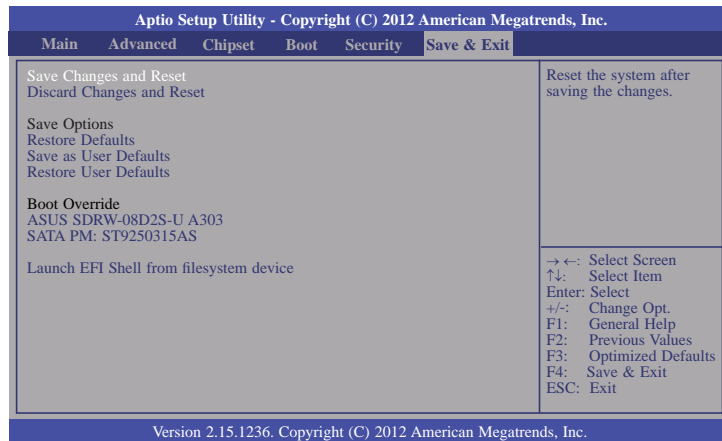 Aptio Setup Utility - Copyright (C) 2012 American Megatrends, Inc.
Main Advanced Chipset Boot Security Save & Exit
Save Changes and Reset
Discard Changes and Reset
Save Options
Restore Defaults
Save as User Defaults
Restore User Defaults
Boot Override
ASUS SDRW-08D2S-U A303
SATA PM: ST9250315AS
Launch EFI Shell from filesystem device
Reset the system after
saving the changes.
→ ←: Select Screen
↑↓: Select Item
Enter: Select
+/-: Change Opt.
F1: General Help
F2: Previous Values
F3: Optimized Defaults
F4: Save & Exit
ESC: Exit
Version 2.15.1236. Copyright (C) 2012 American Megatrends, Inc.